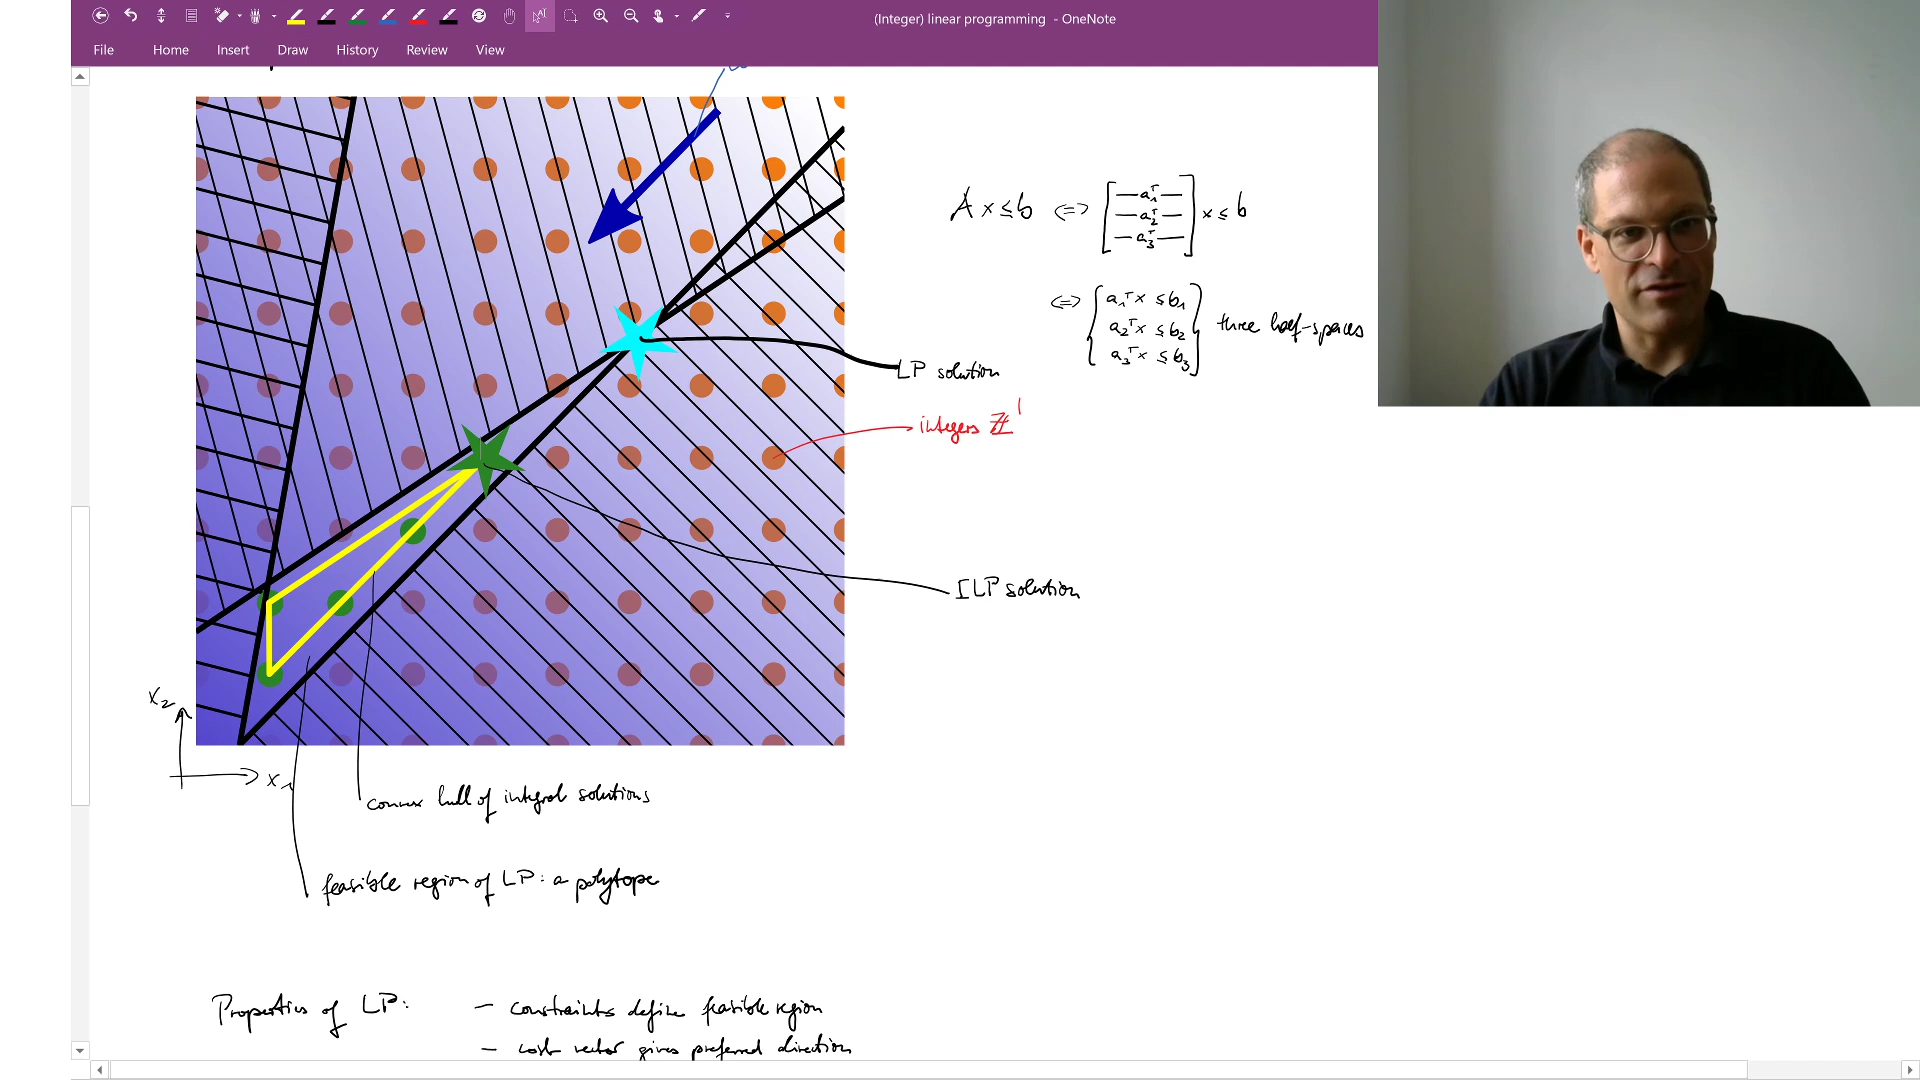 (Integer) linear programming - OneNote
File Home Insert Draw History Review View
A x ≤ b ⇔ [ —a₁ᵀ— —a₂ᵀ— —a₃ᵀ— ] x ≤ b
⇔ { a₁ᵀx ≤ b₁
a₂ᵀx ≤ b₂
a₃ᵀx ≤ b₃ } three half-spaces
LP solution
integers ℤ
ILP solution
x₂
x₁
convex hull of integral solutions
feasible region of LP: a polytope
Properties of LP: — constraints define feasible region
— cost vector gives preferred direction